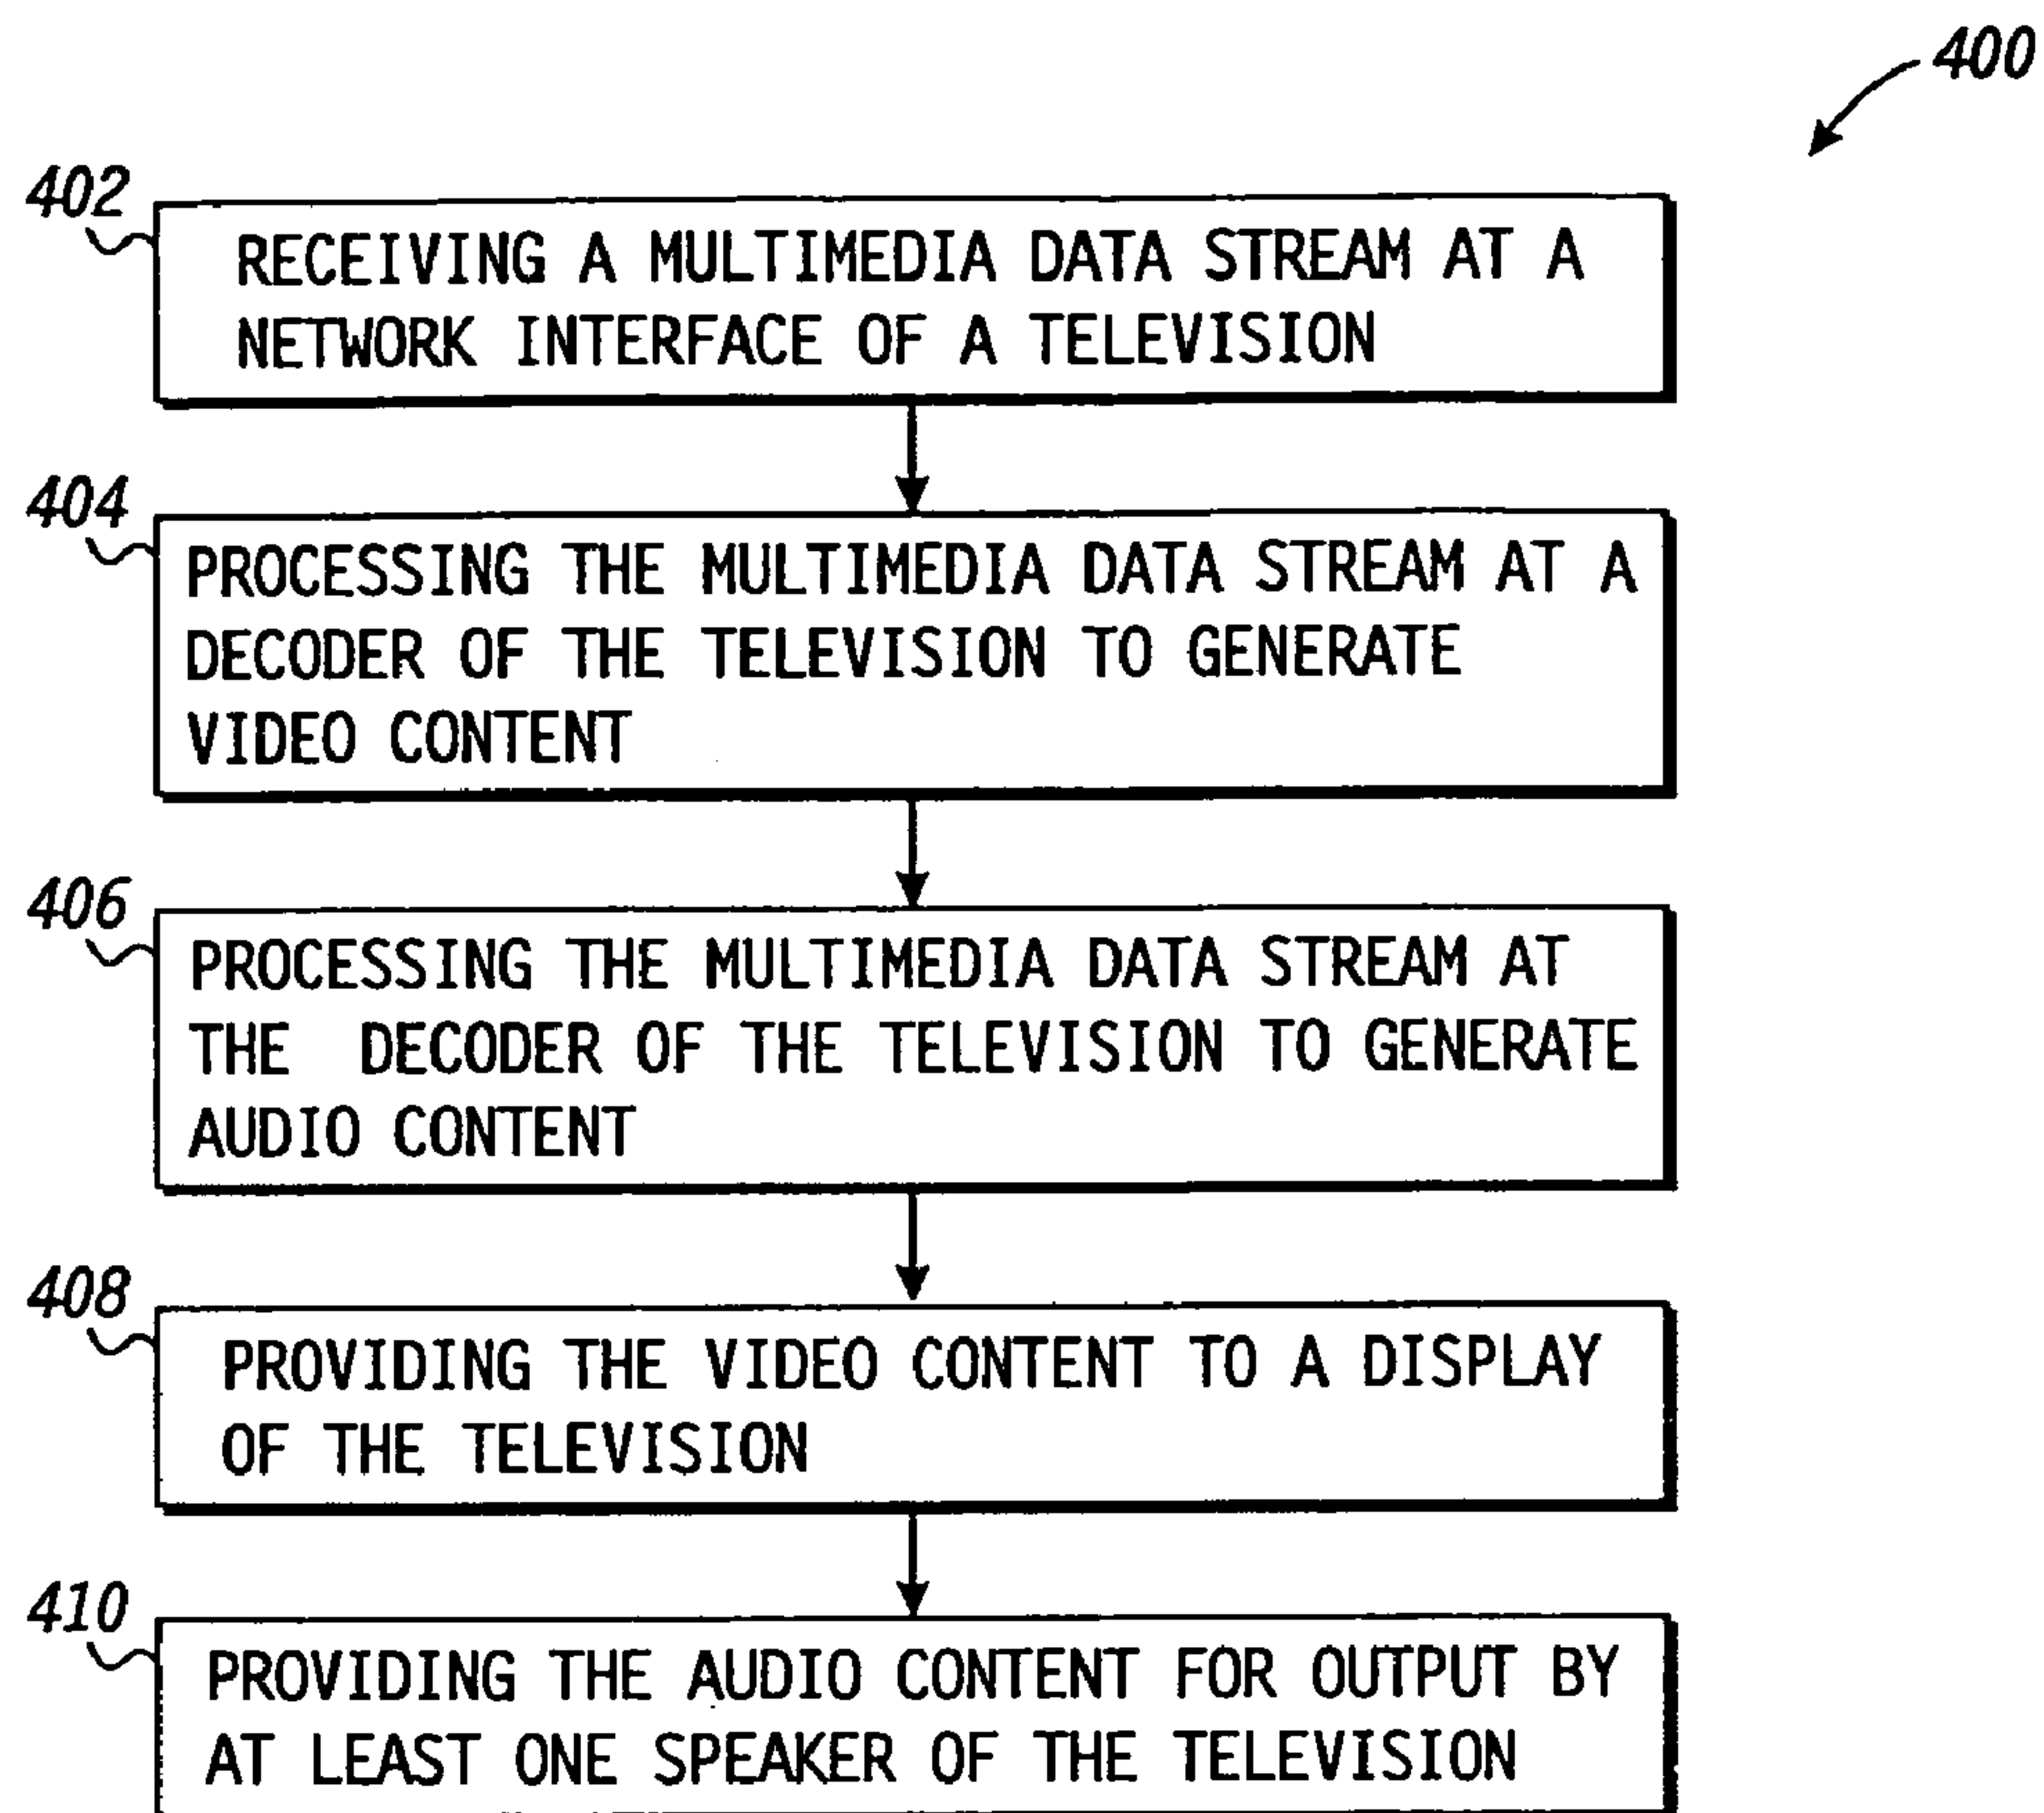 400
402
RECEIVING A MULTIMEDIA DATA STREAM AT A
NETWORK INTERFACE OF A TELEVISION
404
PROCESSING THE MULTIMEDIA DATA STREAM AT A
DECODER OF THE TELEVISION TO GENERATE
VIDEO CONTENT
406
PROCESSING THE MULTIMEDIA DATA STREAM AT
THE DECODER OF THE TELEVISION TO GENERATE
AUDIO CONTENT
408
PROVIDING THE VIDEO CONTENT TO A DISPLAY
OF THE TELEVISION
410
PROVIDING THE AUDIO CONTENT FOR OUTPUT BY
AT LEAST ONE SPEAKER OF THE TELEVISION